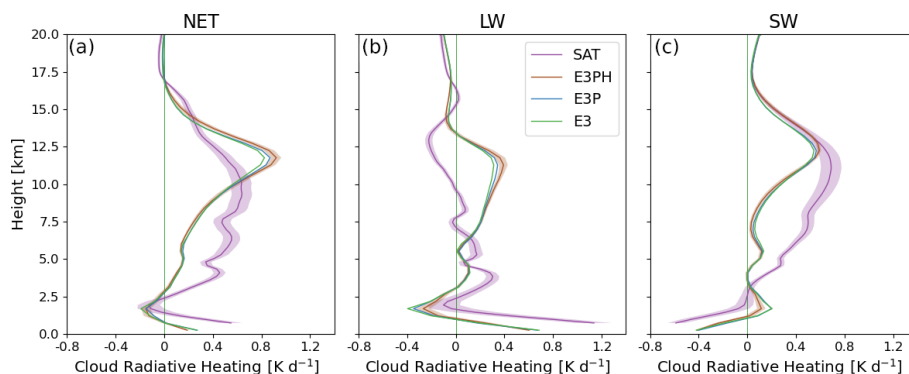 NET LW SW
(a) (b) (c)
SAT
E3PH
E3P
E3
Height [km]
20.0
17.5
15.0
12.5
10.0
7.5
5.0
2.5
0.0
-0.8 -0.4 0 0.4 0.8 1.2 -0.8 -0.4 0 0.4 0.8 1.2 -0.8 -0.4 0 0.4 0.8 1.2
Cloud Radiative Heating [K d⁻¹] Cloud Radiative Heating [K d⁻¹] Cloud Radiative Heating [K d⁻¹]